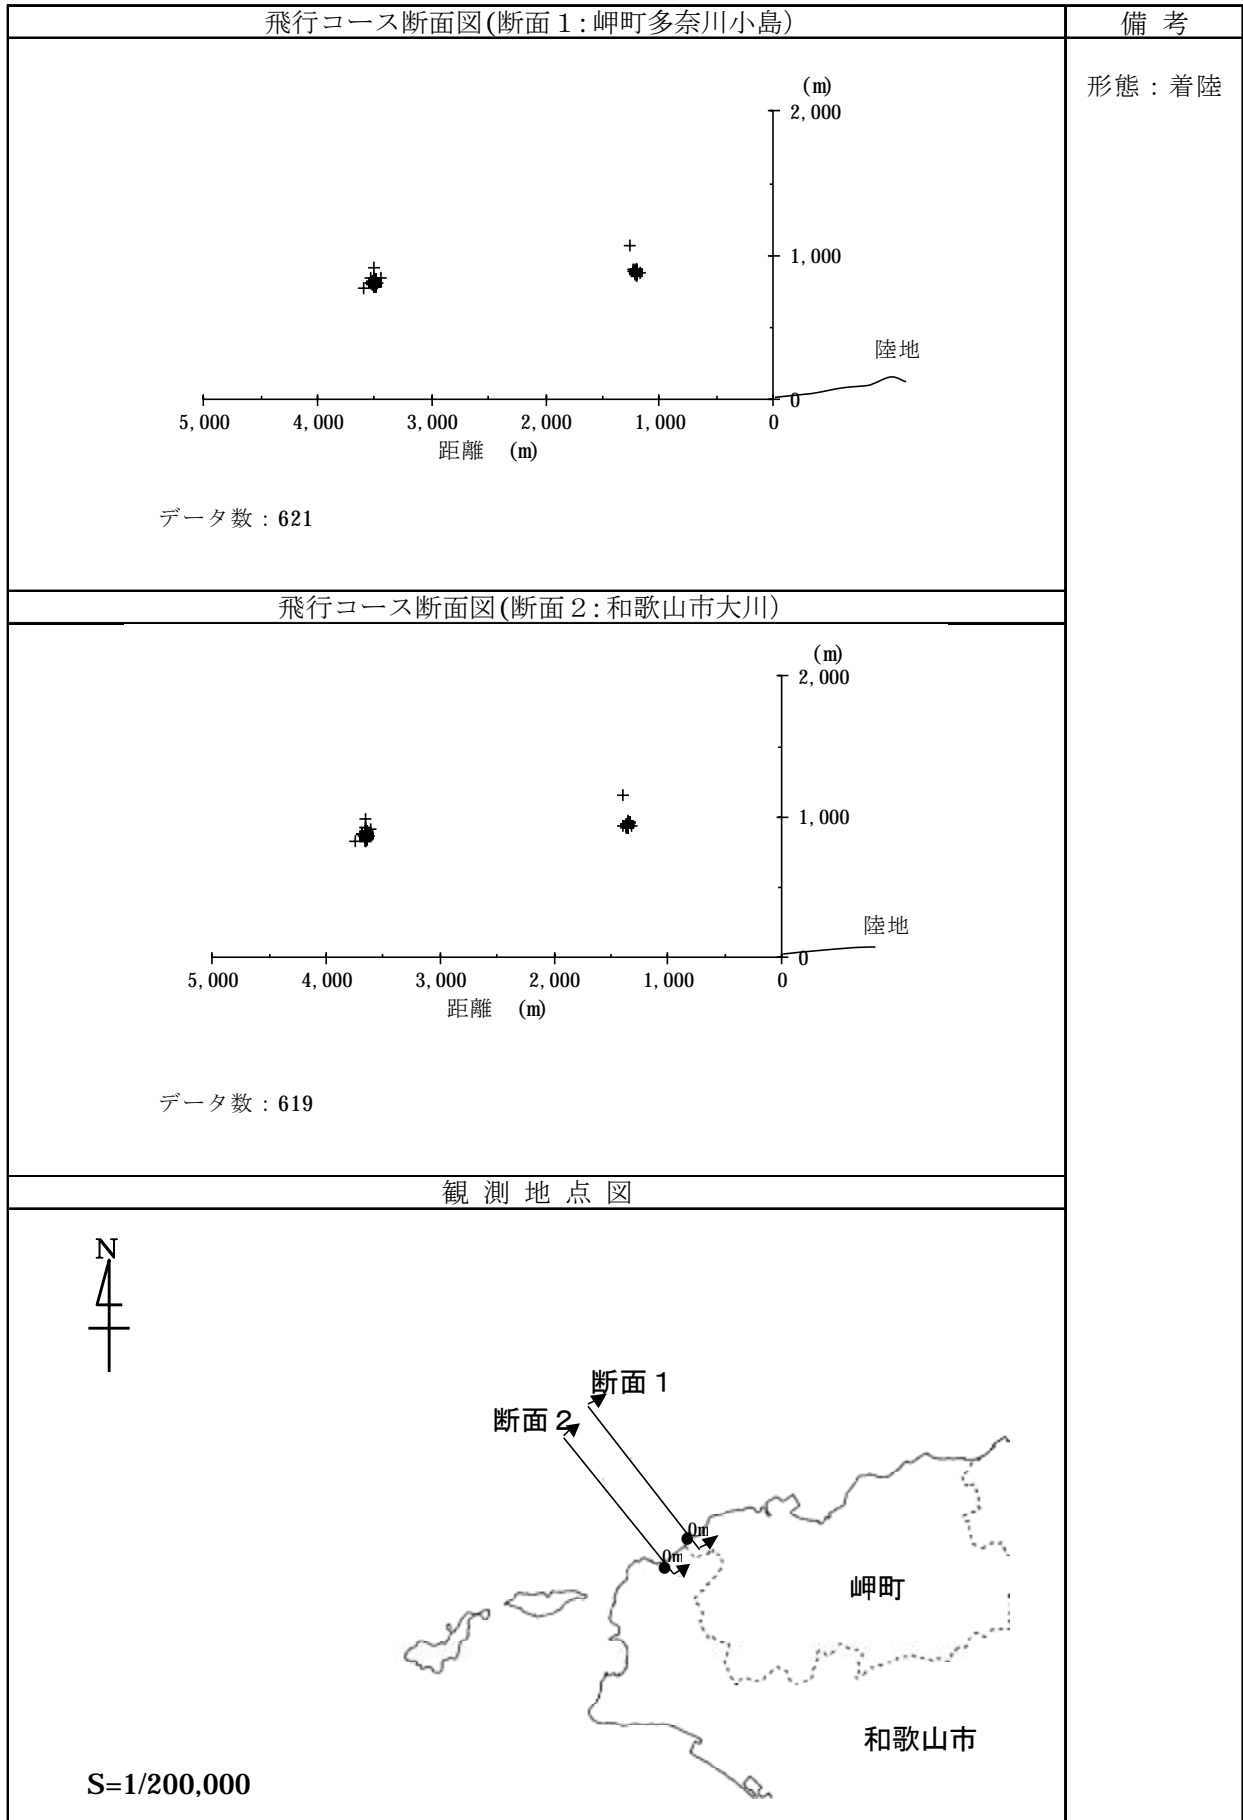 飛行コース断面図(断面１:岬町多奈川小島)
備 考
形態：着陸
(m)
2,000
1,000
陸地
0
5,000 4,000 3,000 2,000 1,000 0
距離 (m)
データ数：621
飛行コース断面図(断面２:和歌山市大川)
(m)
2,000
1,000
陸地
0
5,000 4,000 3,000 2,000 1,000 0
距離 (m)
データ数：619
観 測 地 点 図
N
断面１
断面２
0m
0m
岬町
和歌山市
S=1/200,000